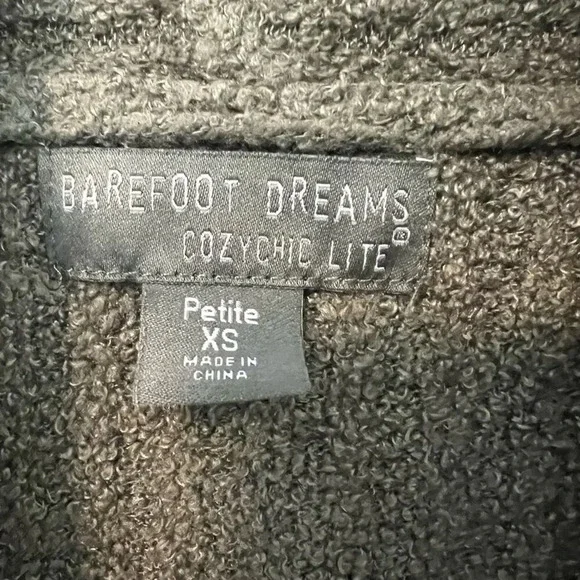 BAREFOOT DREAMS
COZYCHIC LITE®
Petite
XS
MADE IN
CHINA